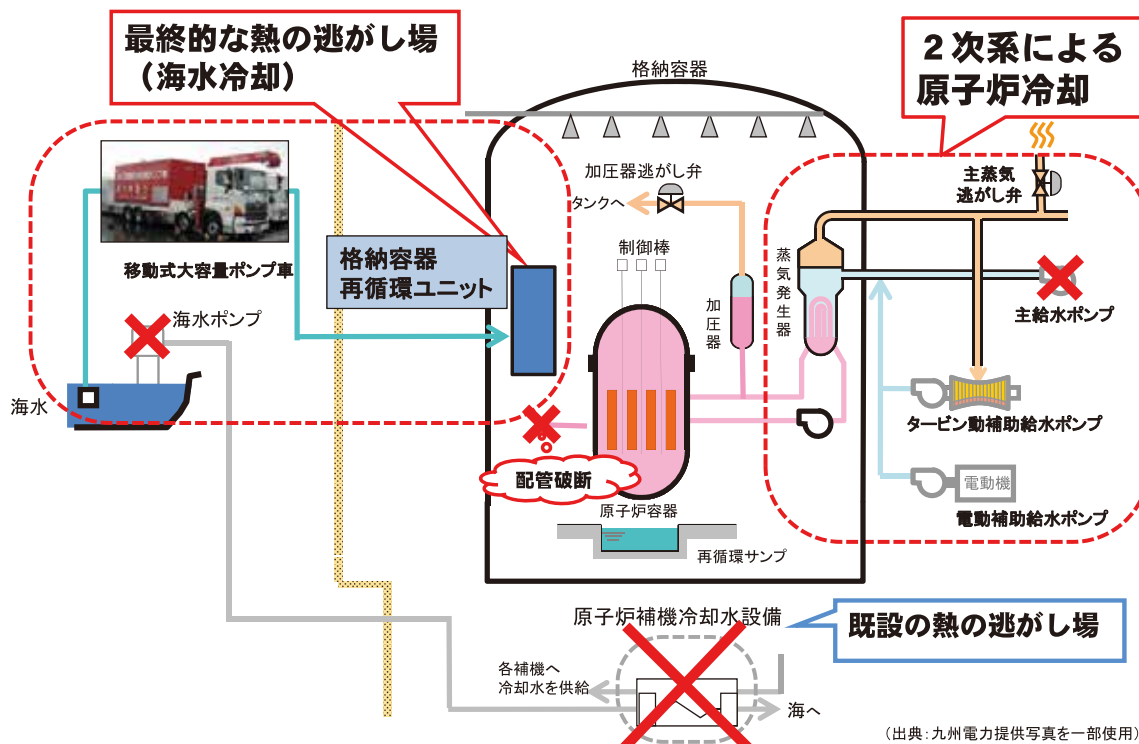 最終的な熱の逃がし場
（海水冷却）
２次系による
原子炉冷却
格納容器
主蒸気
逃がし弁
加圧器逃がし弁
タンクへ
制御棒
蒸気発生器
加圧器
移動式大容量ポンプ車
格納容器
再循環ユニット
海水ポンプ
主給水ポンプ
海水
タービン動補助給水ポンプ
配管破断
電動機
原子炉容器
電動補助給水ポンプ
再循環サンプ
原子炉補機冷却水設備
既設の熱の逃がし場
各補機へ
冷却水を供給
海へ
（出典：九州電力提供写真を一部使用）